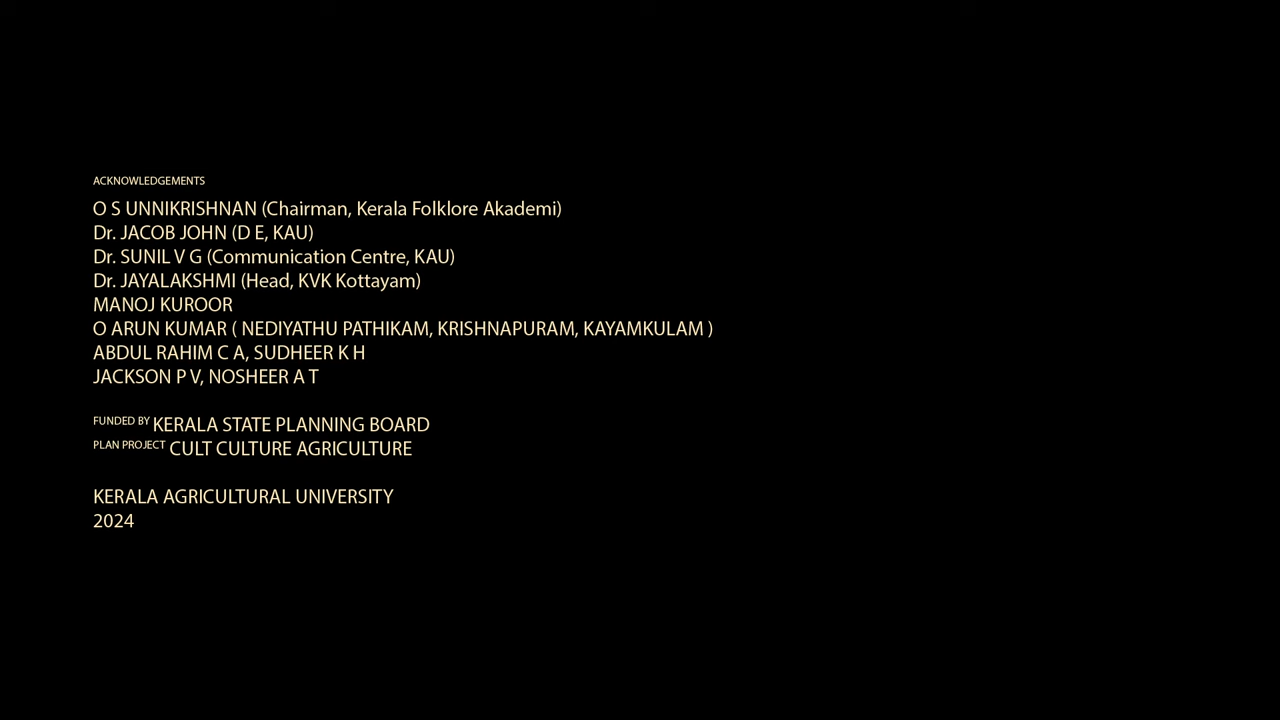 ACKNOWLEDGEMENTS
O S UNNIKRISHNAN (Chairman, Kerala Folklore Akademi)
Dr. JACOB JOHN (D E, KAU)
Dr. SUNIL V G (Communication Centre, KAU)
Dr. JAYALAKSHMI (Head, KVK Kottayam)
MANOJ KUROOR
O ARUN KUMAR ( NEDIYATHU PATHIKAM, KRISHNAPURAM, KAYAMKULAM )
ABDUL RAHIM C A, SUDHEER K H
JACKSON P V, NOSHEER A T
FUNDED BY KERALA STATE PLANNING BOARD
PLAN PROJECT CULT CULTURE AGRICULTURE
KERALA AGRICULTURAL UNIVERSITY
2024